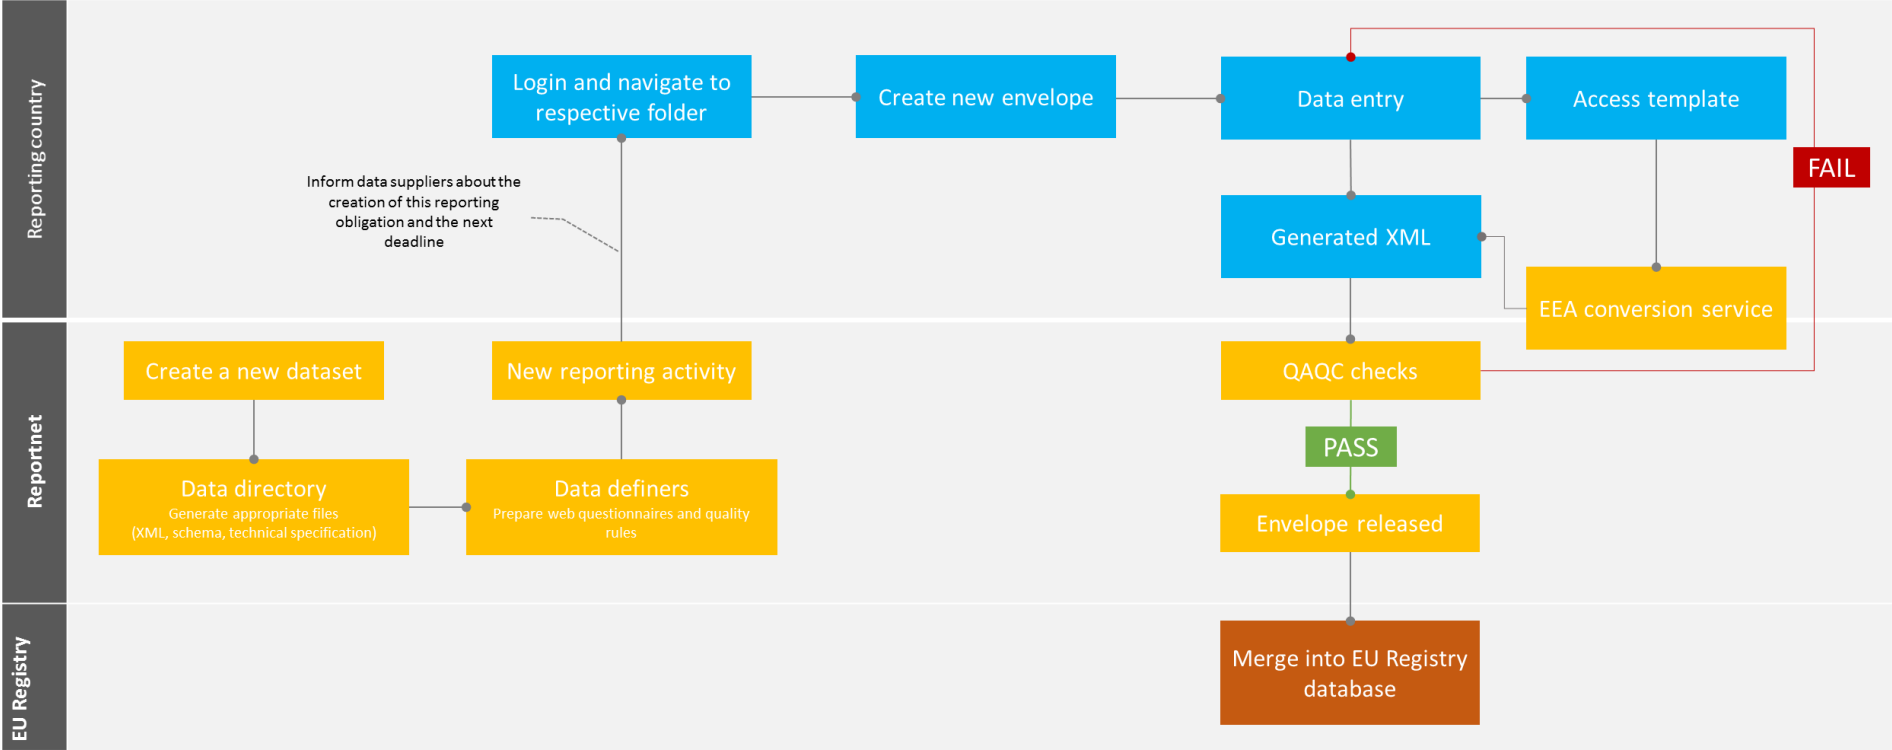 Reporting country
Login and navigate to
respective folder
Create new envelope
Data entry
Access template
FAIL
Inform data suppliers about the
creation of this reporting
obligation and the next
deadline
Generated XML
EEA conversion service
Reportnet
Create a new dataset
New reporting activity
QAQC checks
PASS
Data directory
Generate appropriate files
(XML, schema, technical specification)
Data definers
Prepare web questionnaires and quality
rules
Envelope released
EU Registry
Merge into EU Registry
database